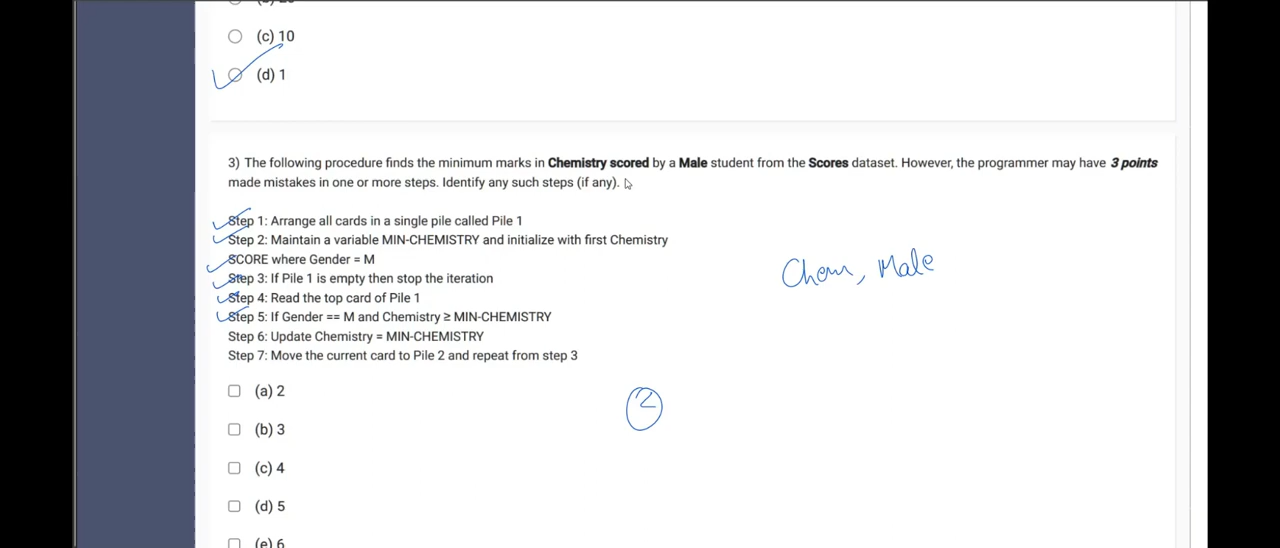 (c) 10
(d) 1
3) The following procedure finds the minimum marks in Chemistry scored by a Male student from the Scores dataset. However, the programmer may have 3 points
made mistakes in one or more steps. Identify any such steps (if any).
Step 1: Arrange all cards in a single pile called Pile 1
Step 2: Maintain a variable MIN-CHEMISTRY and initialize with first Chemistry
SCORE where Gender = M
Step 3: If Pile 1 is empty then stop the iteration
Step 4: Read the top card of Pile 1
Step 5: If Gender == M and Chemistry ≥ MIN-CHEMISTRY
Step 6: Update Chemistry = MIN-CHEMISTRY
Step 7: Move the current card to Pile 2 and repeat from step 3
Chem, Male
(a) 2
2
(b) 3
(c) 4
(d) 5
(e) 6